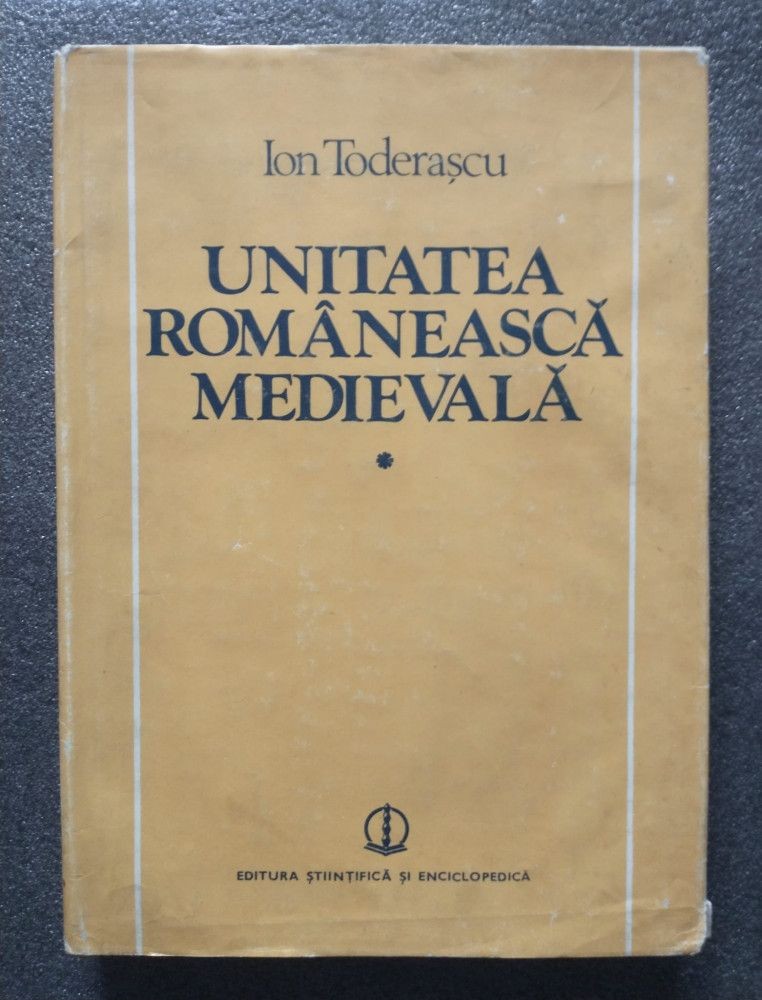 Ion Toderașcu
UNITATEA
ROMÂNEASCĂ
MEDIEVALĂ
*
EDITURA ȘTIINȚIFICĂ ȘI ENCICLOPEDICĂ